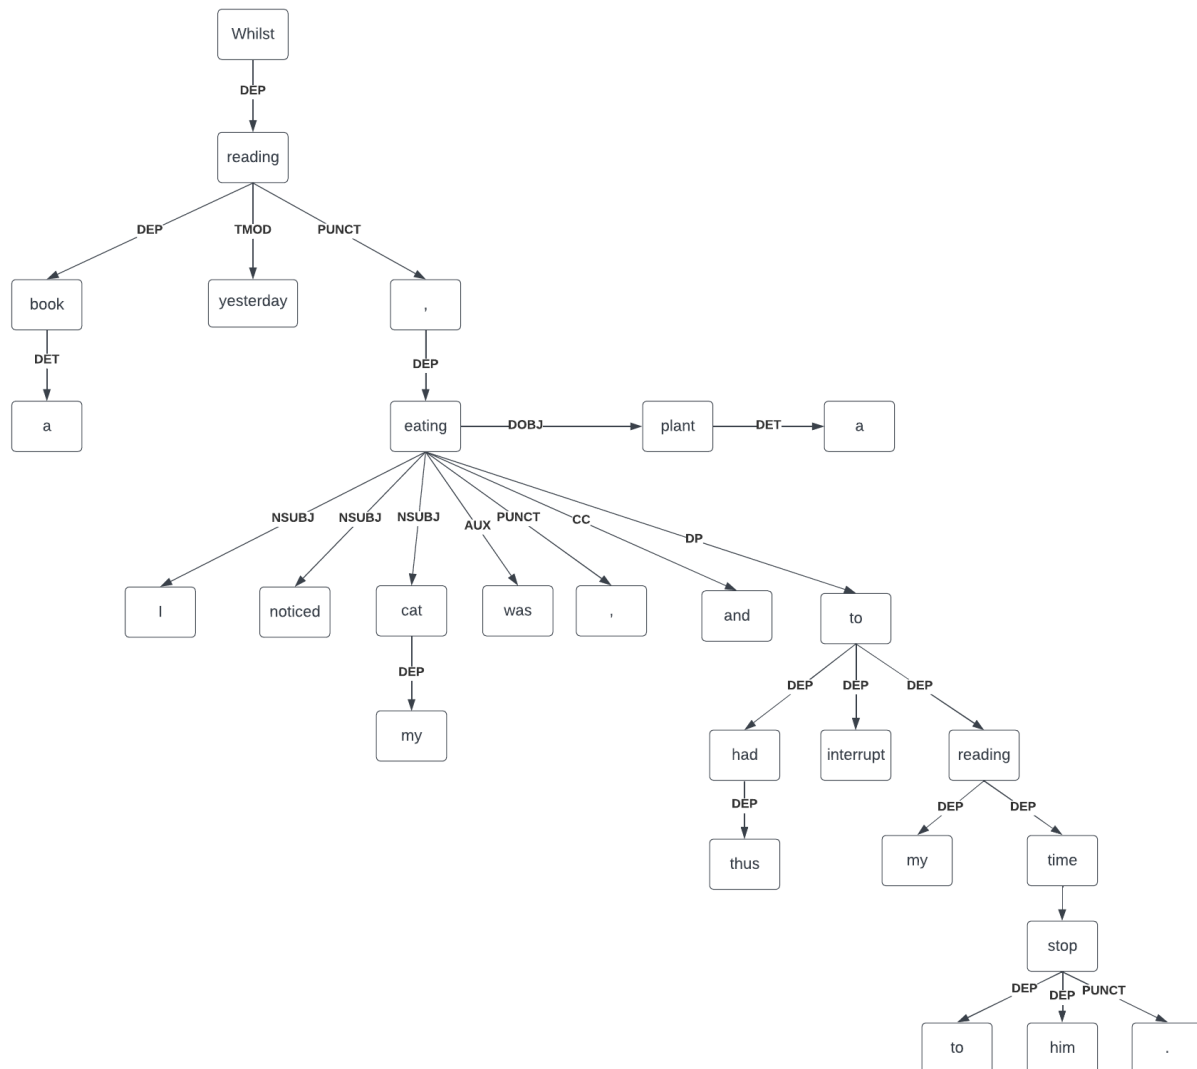 Whilst
DEP
reading
DEP TMOD PUNCT
book yesterday ,
DET DEP
a eating DOBJ plant DET a
NSUBJ NSUBJ NSUBJ AUX PUNCT CC DP
I noticed cat was , and to
DEP DEP DEP DEP
my had interrupt reading
DEP DEP DEP
thus my time
stop
DEP DEP PUNCT
to him .